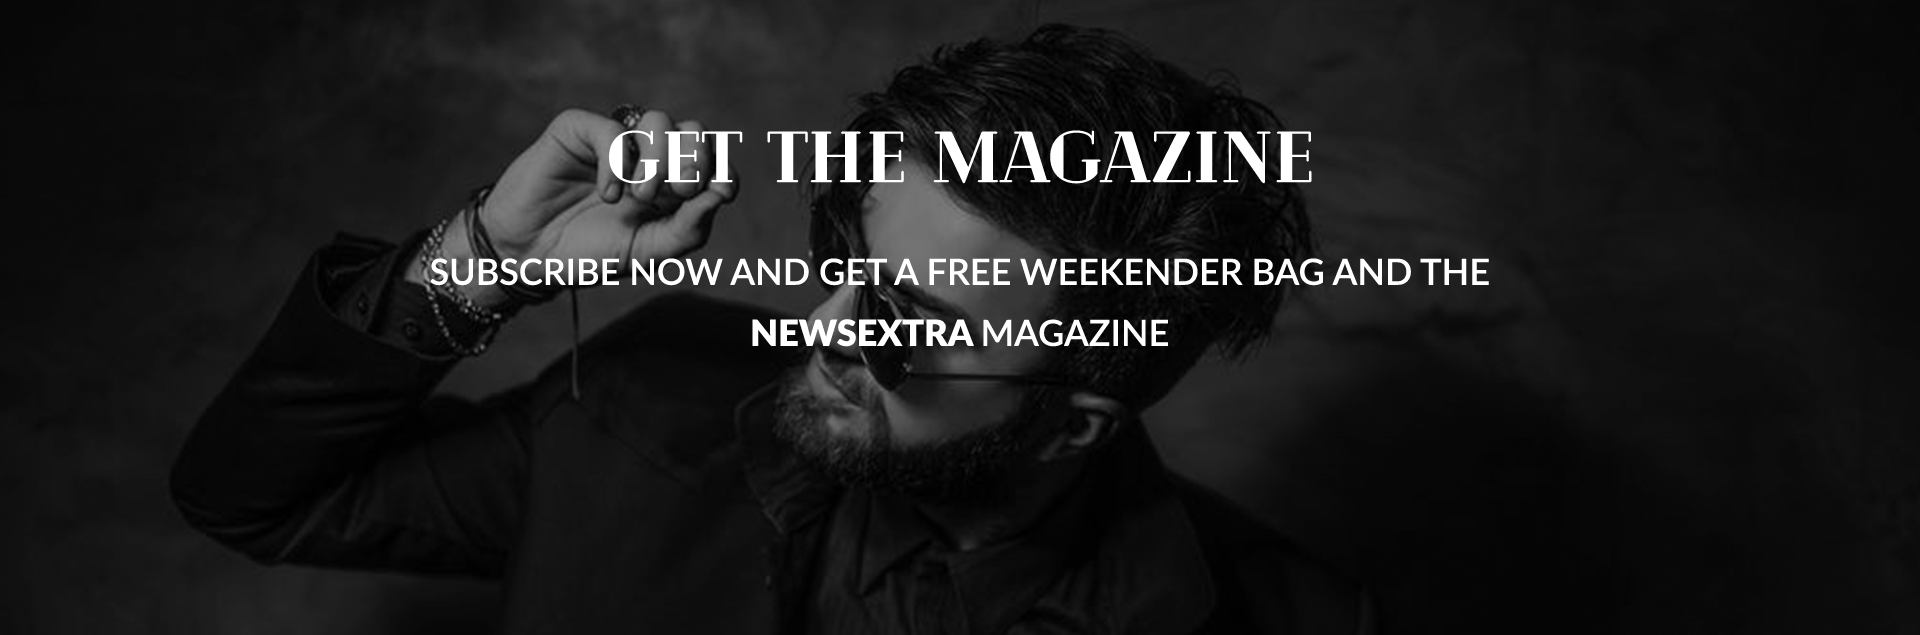 GET THE MAGAZINE
SUBSCRIBE NOW AND GET A FREE WEEKENDER BAG AND THE
NEWSEXTRA MAGAZINE